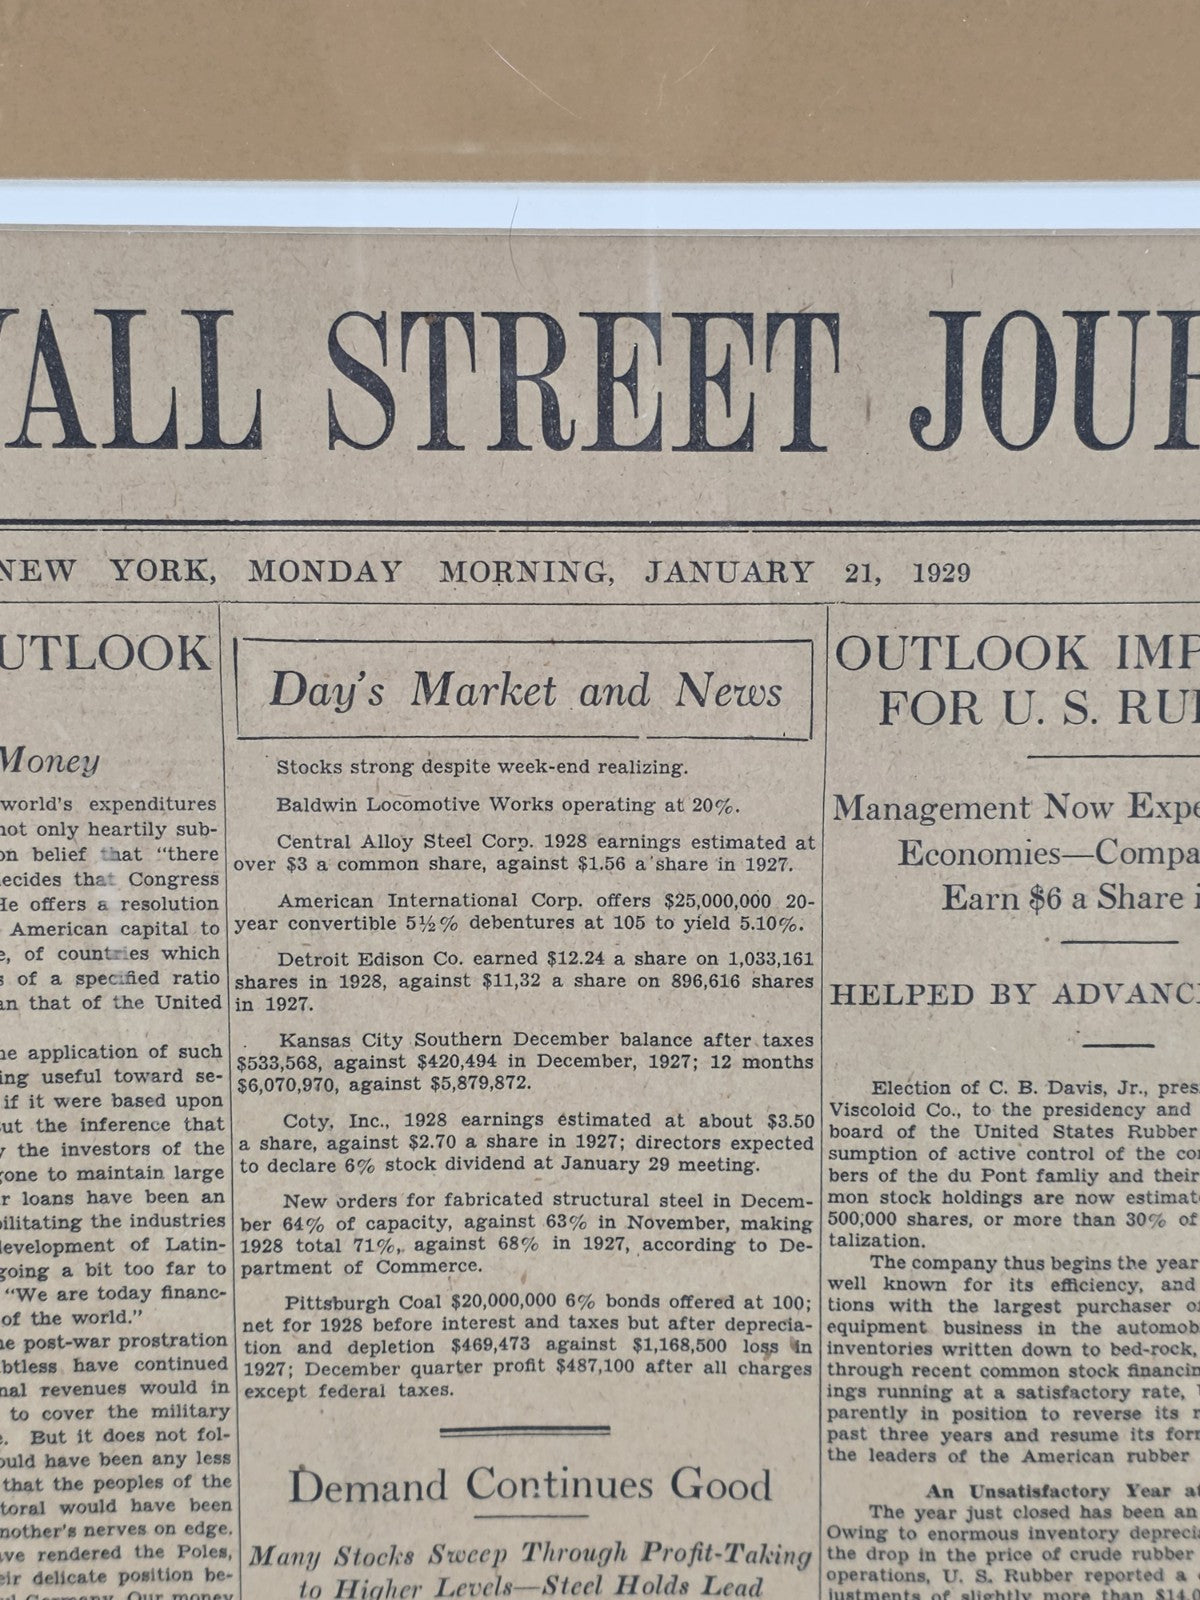 WALL STREET JOUR
NEW YORK, MONDAY MORNING, JANUARY 21, 1929
UTLOOK
Money
world's expenditures
not only heartily sub-
on belief that "there
decides that Congress
He offers a resolution
American capital to
e, of countries which
s of a specified ratio
an that of the United
he application of such
ing useful toward se-
if it were based upon
But the inference that
y the investors of the
gone to maintain large
r loans have been an
bilitating the industries
development of Latin-
going a bit too far to
"We are today financ-
of the world."
he post-war prostration
btless have continued
nal revenues would in
to cover the military
e. But it does not fol-
ould have been any less
that the peoples of the
toral would have been
nother's nerves on edge.
ave rendered the Poles,
eir delicate position be-
Germany. Our money
Day's Market and News
Stocks strong despite week-end realizing.
Baldwin Locomotive Works operating at 20%.
Central Alloy Steel Corp. 1928 earnings estimated at
over $3 a common share, against $1.56 a share in 1927.
American International Corp. offers $25,000,000 20-
year convertible 5½% debentures at 105 to yield 5.10%.
Detroit Edison Co. earned $12.24 a share on 1,033,161
shares in 1928, against $11,32 a share on 896,616 shares
in 1927.
Kansas City Southern December balance after taxes
$533,568, against $420,494 in December, 1927; 12 months
$6,070,970, against $5,879,872.
Coty, Inc., 1928 earnings estimated at about $3.50
a share, against $2.70 a share in 1927; directors expected
to declare 6% stock dividend at January 29 meeting.
New orders for fabricated structural steel in Decem-
ber 64% of capacity, against 63% in November, making
1928 total 71%, against 68% in 1927, according to De-
partment of Commerce.
Pittsburgh Coal $20,000,000 6% bonds offered at 100;
net for 1928 before interest and taxes but after deprecia-
tion and depletion $469,473 against $1,168,500 loss in
1927; December quarter profit $487,100 after all charges
except federal taxes.
Demand Continues Good
Many Stocks Sweep Through Profit-Taking
to Higher Levels—Steel Holds Lead
OUTLOOK IMP
FOR U. S. RU
Management Now Expe
Economies—Compa
Earn $6 a Share i
HELPED BY ADVANC
Election of C. B. Davis, Jr., pres
Viscoloid Co., to the presidency and
board of the United States Rubber
sumption of active control of the co
bers of the du Pont famliy and their
mon stock holdings are now estimat
500,000 shares, or more than 30% of
talization.
The company thus begins the year
well known for its efficiency, and
tions with the largest purchaser o
equipment business in the automob
inventories written down to bed-rock,
through recent common stock financin
ings running at a satisfactory rate,
parently in position to reverse its r
past three years and resume its for
the leaders of the American rubber
An Unsatisfactory Year at
The year just closed has been an
Owing to enormous inventory deprecia
the drop in the price of crude rubber
operations, U. S. Rubber reported a
justments of slightly more than $14,0